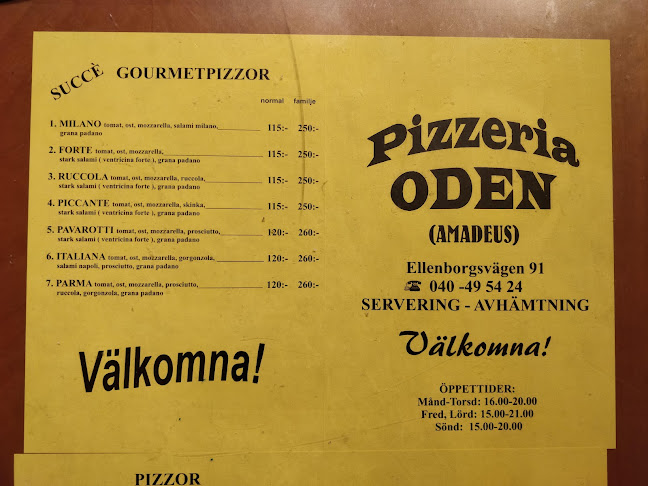 SUCCÈ GOURMETPIZZOR
normal familje
1. MILANO tomat, ost, mozzarella, salami milano, 115:- 250:-
grana padano
2. FORTE tomat, ost, mozzarella, 115:- 250:-
stark salami ( ventricina forte ), grana padano
3. RUCCOLA tomat, ost, mozzarella, ruccola, 115:- 250:-
stark salami ( ventricina forte ), grana padano
4. PICCANTE tomat, ost, mozzarella, skinka, 115:- 250:-
stark salami ( ventricina forte ), grana padano
5. PAVAROTTI tomat, ost, mozzarella, prosciutto, 120:- 260:-
stark salami ( ventricina forte ), grana padano
6. ITALIANA tomat, ost, mozzarella, gorgonzola, 120:- 260:-
salami napoli, prosciutto, grana padano
7. PARMA tomat, ost, mozzarella, prosciutto, 120:- 260:-
ruccola, gorgonzola, grana padano
Välkomna!
Pizzeria
ODEN
(AMADEUS)
Ellenborgsvägen 91
☎ 040 -49 54 24
SERVERING - AVHÄMTNING
Välkomna!
ÖPPETTIDER:
Månd-Torsd: 16.00-20.00
Fred, Lörd: 15.00-21.00
Sönd: 15.00-20.00
PIZZOR